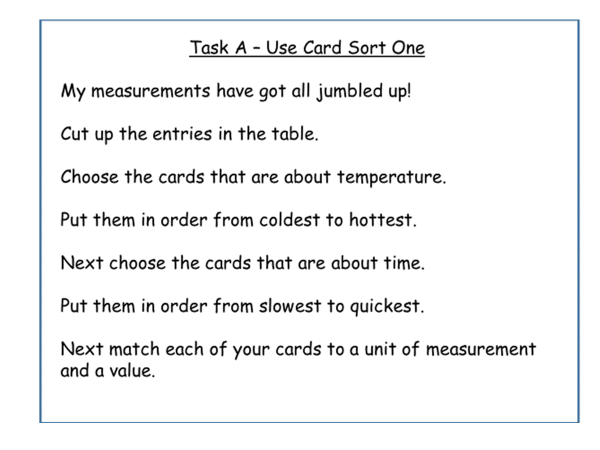 Task A – Use Card Sort One
My measurements have got all jumbled up!
Cut up the entries in the table.
Choose the cards that are about temperature.
Put them in order from coldest to hottest.
Next choose the cards that are about time.
Put them in order from slowest to quickest.
Next match each of your cards to a unit of measurement
and a value.